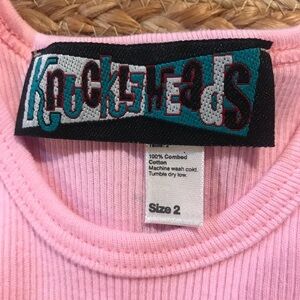 KnuckleHeads
100% Combed
Cotton
Machine wash cold.
Tumble dry low.
Size 2